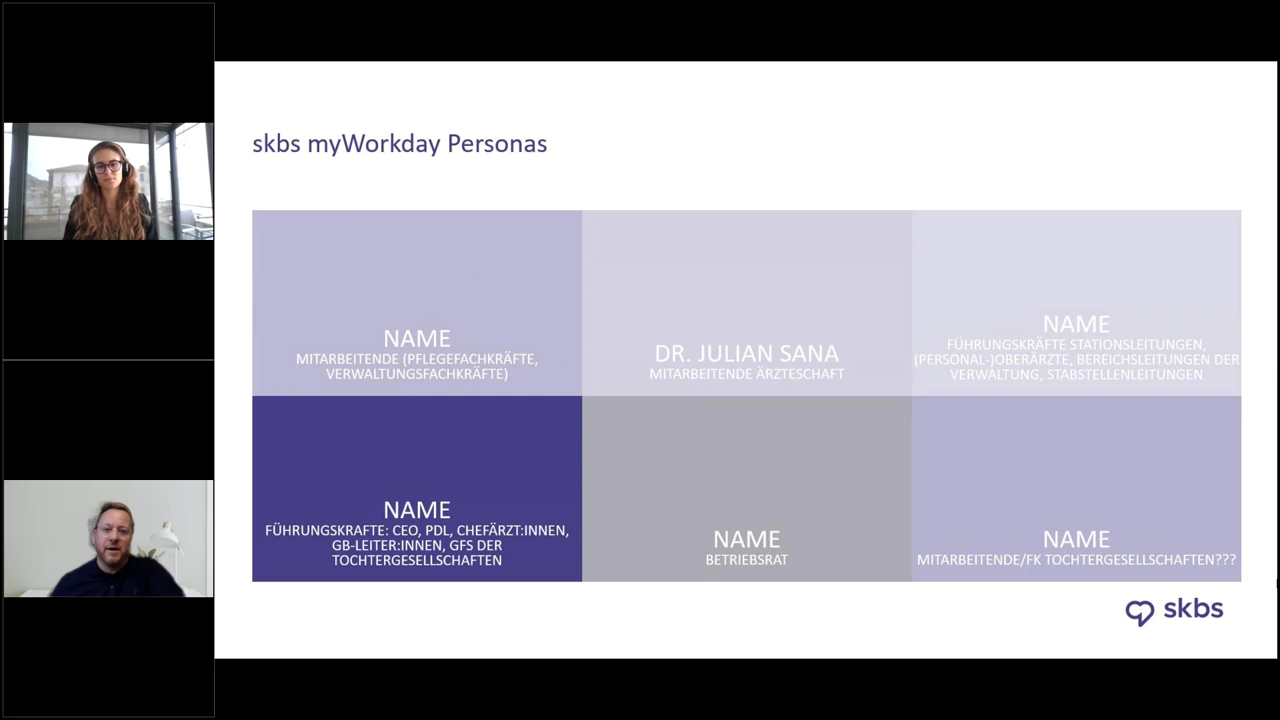 skbs myWorkday Personas
NAME
MITARBEITENDE (PFLEGEFACHKRÄFTE,
VERWALTUNGSFACHKRÄFTE)
DR. JULIAN SANA
MITARBEITENDE ÄRZTESCHAFT
NAME
FÜHRUNGSKRÄFTE STATIONSLEITUNGEN,
(PERSONAL-)OBERÄRZTE, BEREICHSLEITUNGEN DER
VERWALTUNG, STABSTELLENLEITUNGEN
NAME
FÜHRUNGSKRAFTE: CEO, PDL, CHEFÄRZT:INNEN,
GB-LEITER:INNEN, GFS DER
TOCHTERGESELLSCHAFTEN
NAME
BETRIEBSRAT
NAME
MITARBEITENDE/FK TOCHTERGESELLSCHAFTEN???
skbs